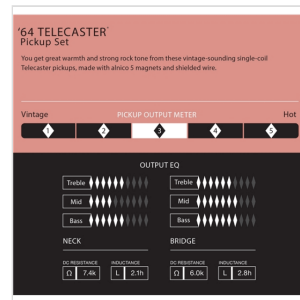 '64 TELECASTER®
Pickup Set
You get great warmth and strong rock tone from these vintage-sounding single-coil
Telecaster pickups, made with alnico 5 magnets and shielded wire.
Vintage PICKUP OUTPUT METER Hot
1 2 3 4 5
OUTPUT EQ
Treble Treble
Mid Mid
Bass Bass
NECK BRIDGE
DC RESISTANCE INDUCTANCE DC RESISTANCE INDUCTANCE
Ω 7.4k L 2.1h Ω 6.0k L 2.8h